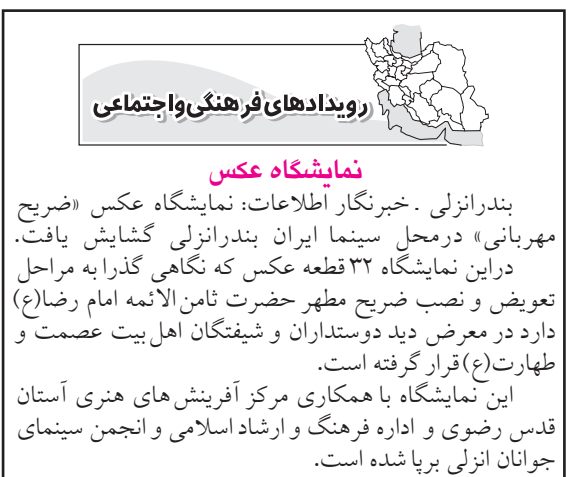 رویدادهای فرهنگی و اجتماعی
نمایشگاه عکس
بندرانزلی ـ خبرنگار اطلاعات: نمایشگاه عکس «ضریح
مهربانی» درمحل سینما ایران بندرانزلی گشایش یافت.
دراین نمایشگاه ۳۲ قطعه عکس که نگاهی گذرا به مراحل
تعویض و نصب ضریح مطهر حضرت ثامن‌الائمه امام رضا(ع)
دارد در معرض دید دوستداران و شیفتگان اهل‌بیت عصمت و
طهارت(ع) قرار گرفته است.
این نمایشگاه با همکاری مرکز آفرینش‌های هنری آستان
قدس رضوی و اداره فرهنگ و ارشاد اسلامی و انجمن سینمای
جوانان انزلی برپا شده است.